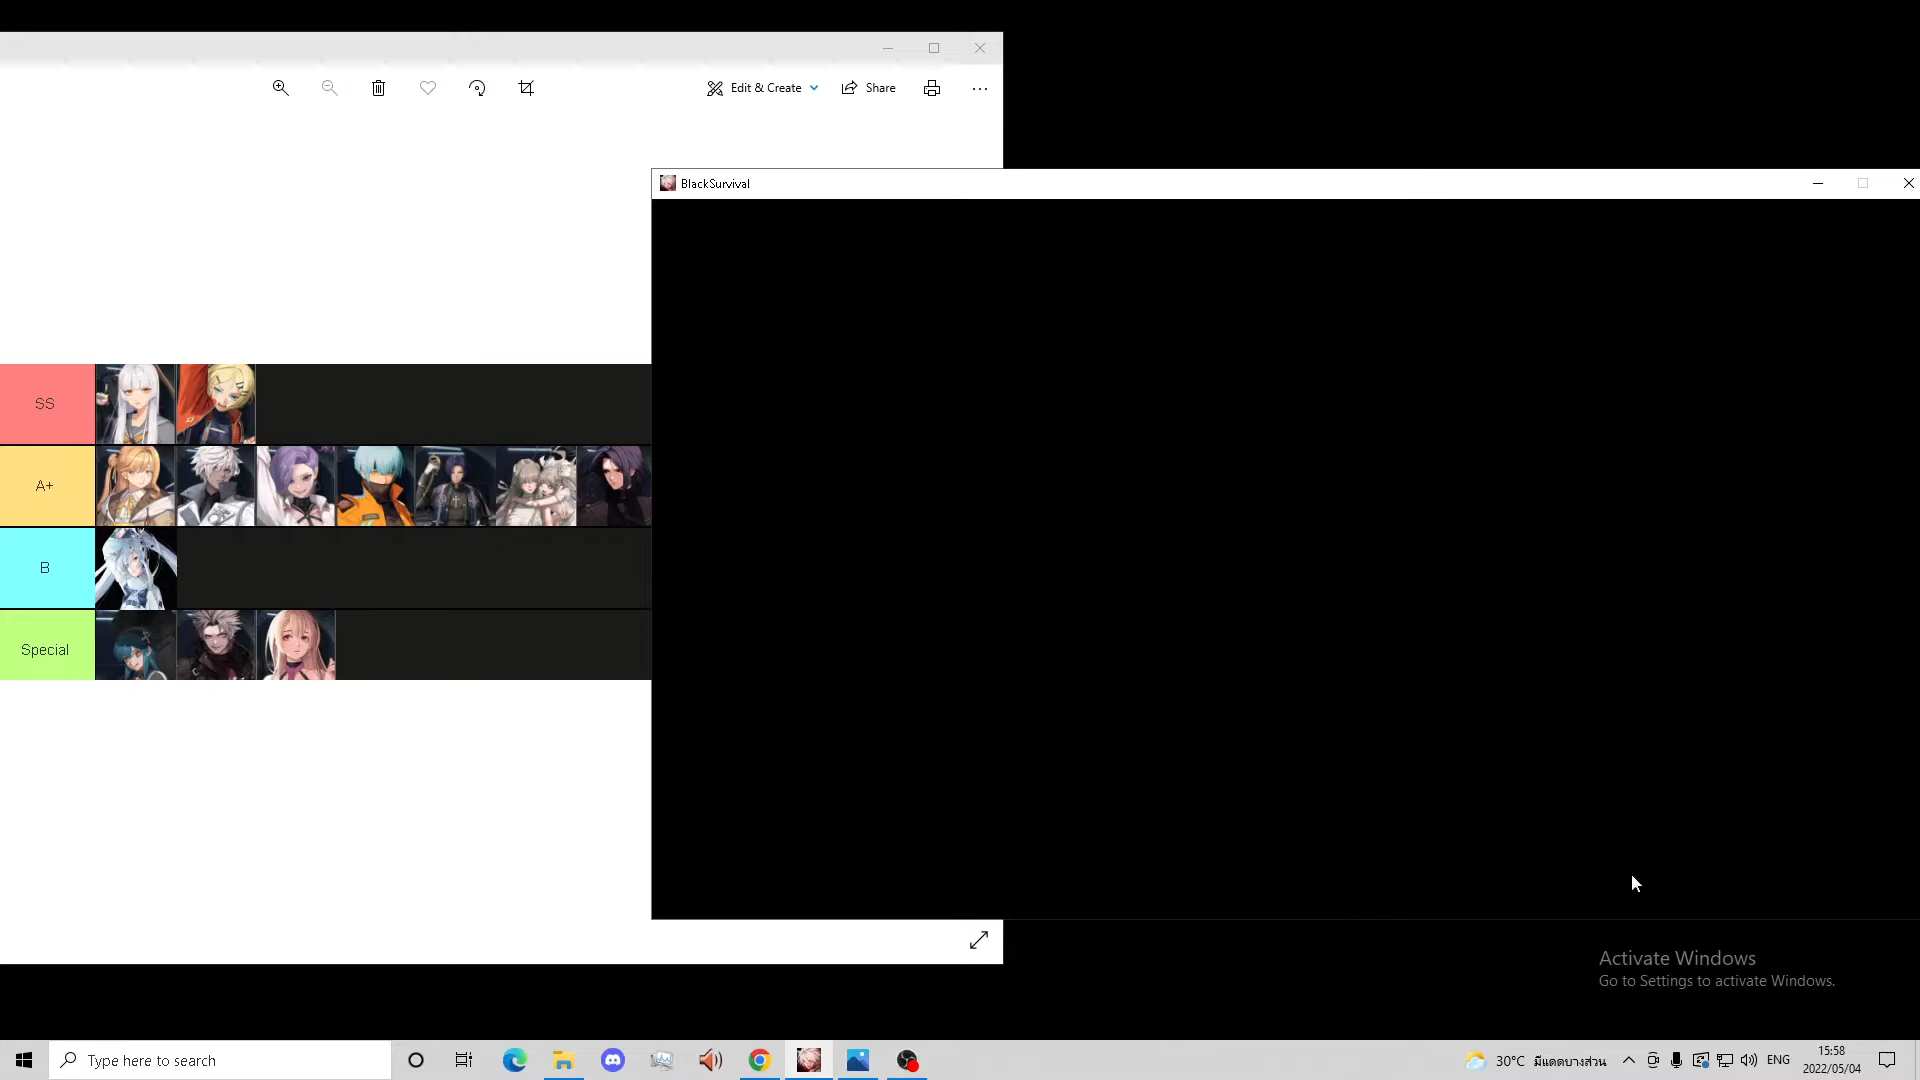 Edit & Create
Share
BlackSurvival
SS
A+
B
Special
Activate Windows
Go to Settings to activate Windows.
Type here to search
30°C มีแดดบางส่วน
ENG
15:58
2022/05/04